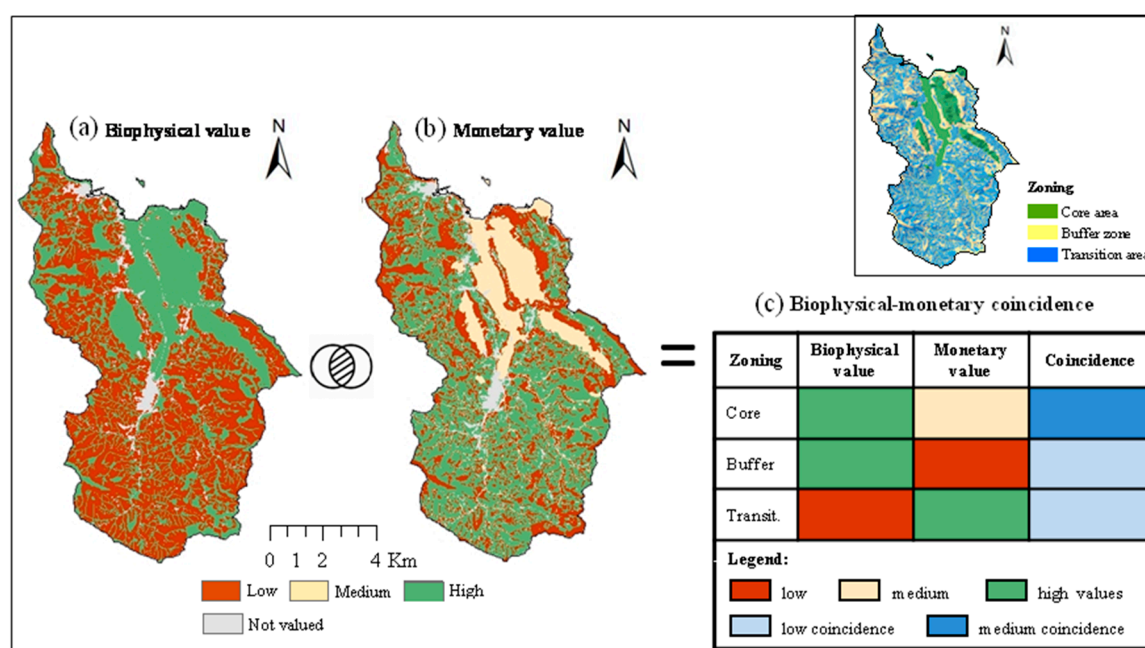 N
(a) Biophysical value
N
(b) Monetary value
N
Zoning
Core area
Buffer zone
Transition area
(c) Biophysical-monetary coincidence
Zoning Biophysical value Monetary value Coincidence
Core
Buffer
Transit.
Legend:
low medium high values
low coincidence medium coincidence
0 1 2 4 Km
Low Medium High
Not valued